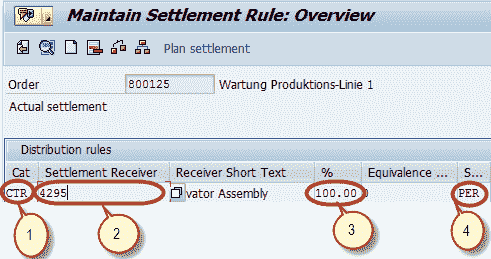 Maintain Settlement Rule: Overview
Plan settlement
Order 800125 Wartung Produktions-Linie 1
Actual settlement
Distribution rules
Cat Settlement Receiver Receiver Short Text % Equivalence ... S...
CTR 4295 vator Assembly 100.00 0 PER
1 2 3 4